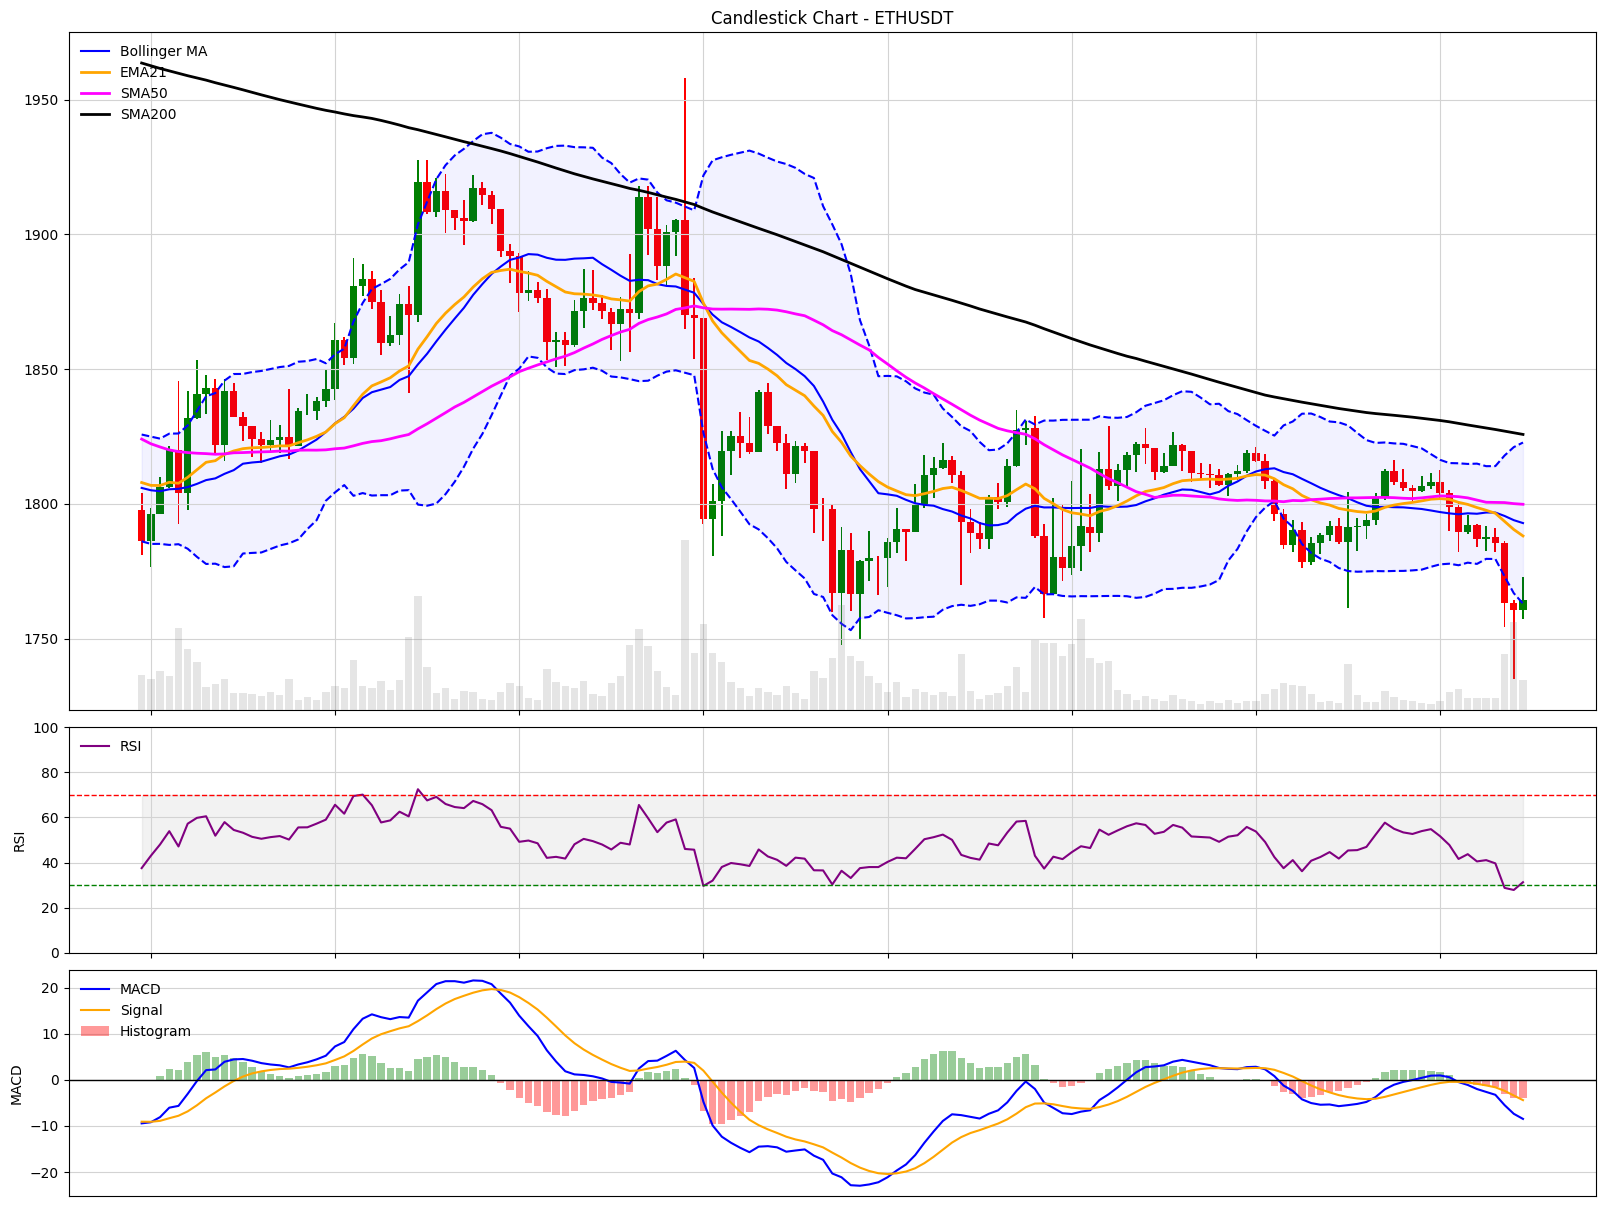 Candlestick Chart - ETHUSDT
Bollinger MA
EMA21
SMA50
SMA200
1950
1900
1850
1800
1750
RSI
100
80
60
40
20
0
RSI
MACD
Signal
Histogram
20
10
0
−10
−20
MACD